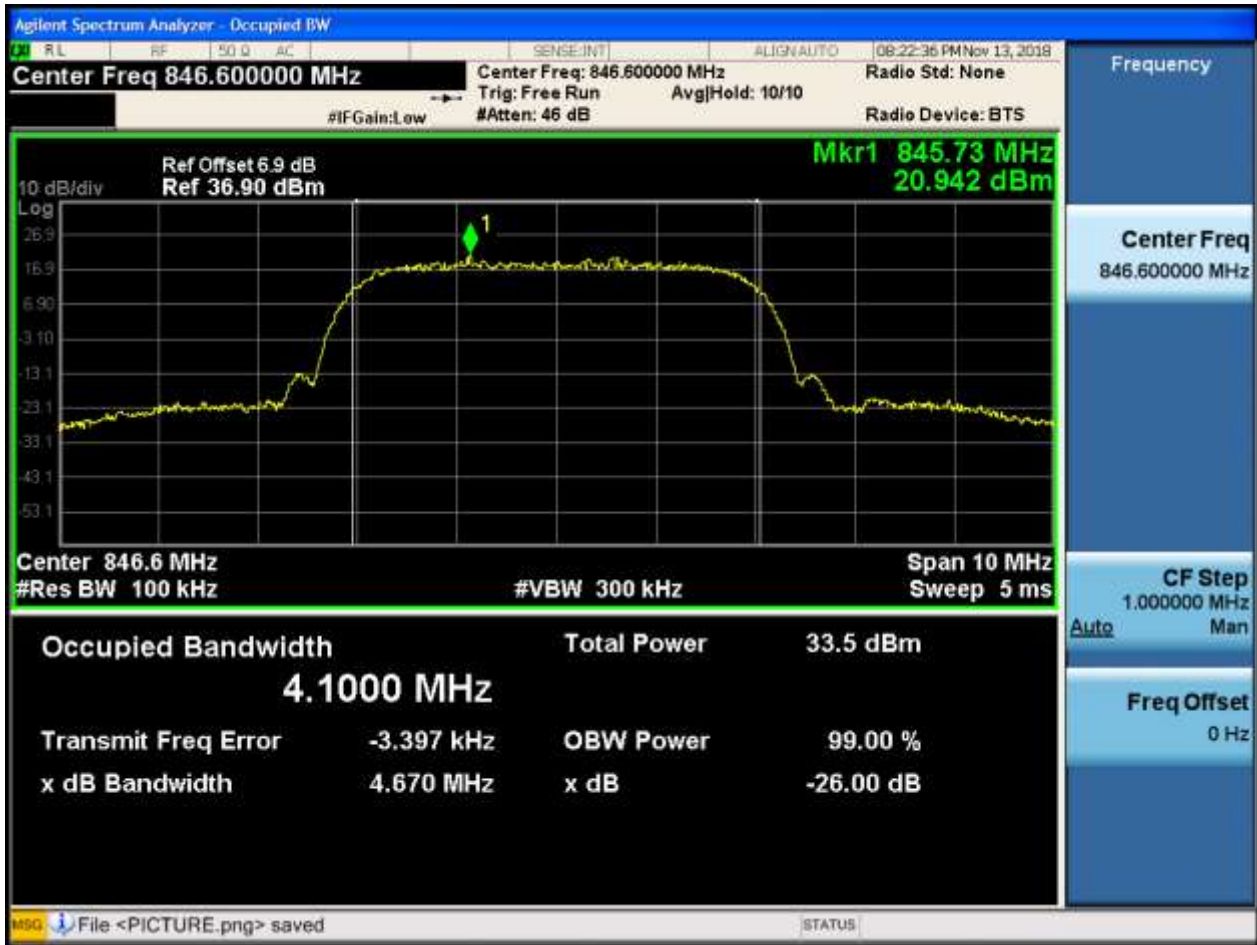 Agilent Spectrum Analyzer - Occupied BW
RL RF 50 Ω AC SENSE:INT ALIGN AUTO 08:22:36 PM Nov 13, 2018
Center Freq 846.600000 MHz
#IFGain:Low
Center Freq: 846.600000 MHz
Trig: Free Run Avg|Hold: 10/10
#Atten: 46 dB
Radio Std: None
Radio Device: BTS
Ref Offset 6.9 dB
10 dB/div Ref 36.90 dBm
Mkr1 845.73 MHz
20.942 dBm
Log
26.9
16.9
6.90
-3.10
-13.1
-23.1
-33.1
-43.1
-53.1
1
Center 846.6 MHz Span 10 MHz
#Res BW 100 kHz #VBW 300 kHz Sweep 5 ms
Occupied Bandwidth Total Power 33.5 dBm
4.1000 MHz
Transmit Freq Error -3.397 kHz OBW Power 99.00 %
x dB Bandwidth 4.670 MHz x dB -26.00 dB
Frequency
Center Freq
846.600000 MHz
CF Step
1.000000 MHz
Auto Man
Freq Offset
0 Hz
MSG File <PICTURE.png> saved STATUS